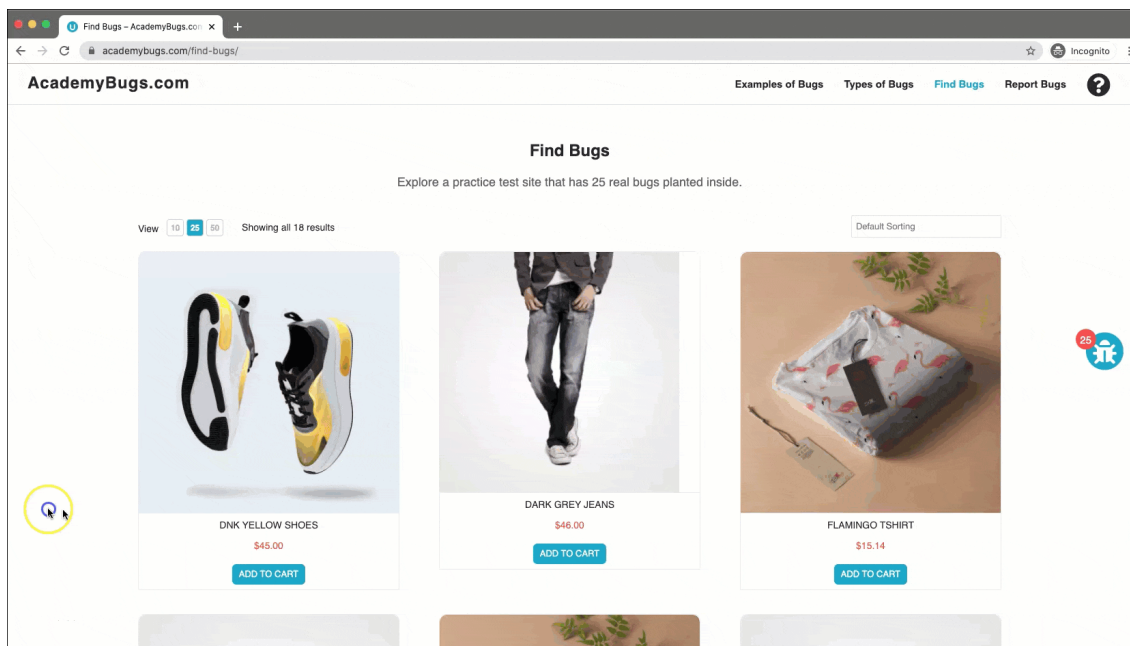 Find Bugs – AcademyBugs.con
academybugs.com/find-bugs/
Incognito
AcademyBugs.com
Examples of Bugs
Types of Bugs
Find Bugs
Report Bugs
?
Find Bugs
Explore a practice test site that has 25 real bugs planted inside.
View 10 25 50 Showing all 18 results
Default Sorting
25
DNK YELLOW SHOES
$45.00
ADD TO CART
DARK GREY JEANS
$46.00
ADD TO CART
FLAMINGO TSHIRT
$15.14
ADD TO CART